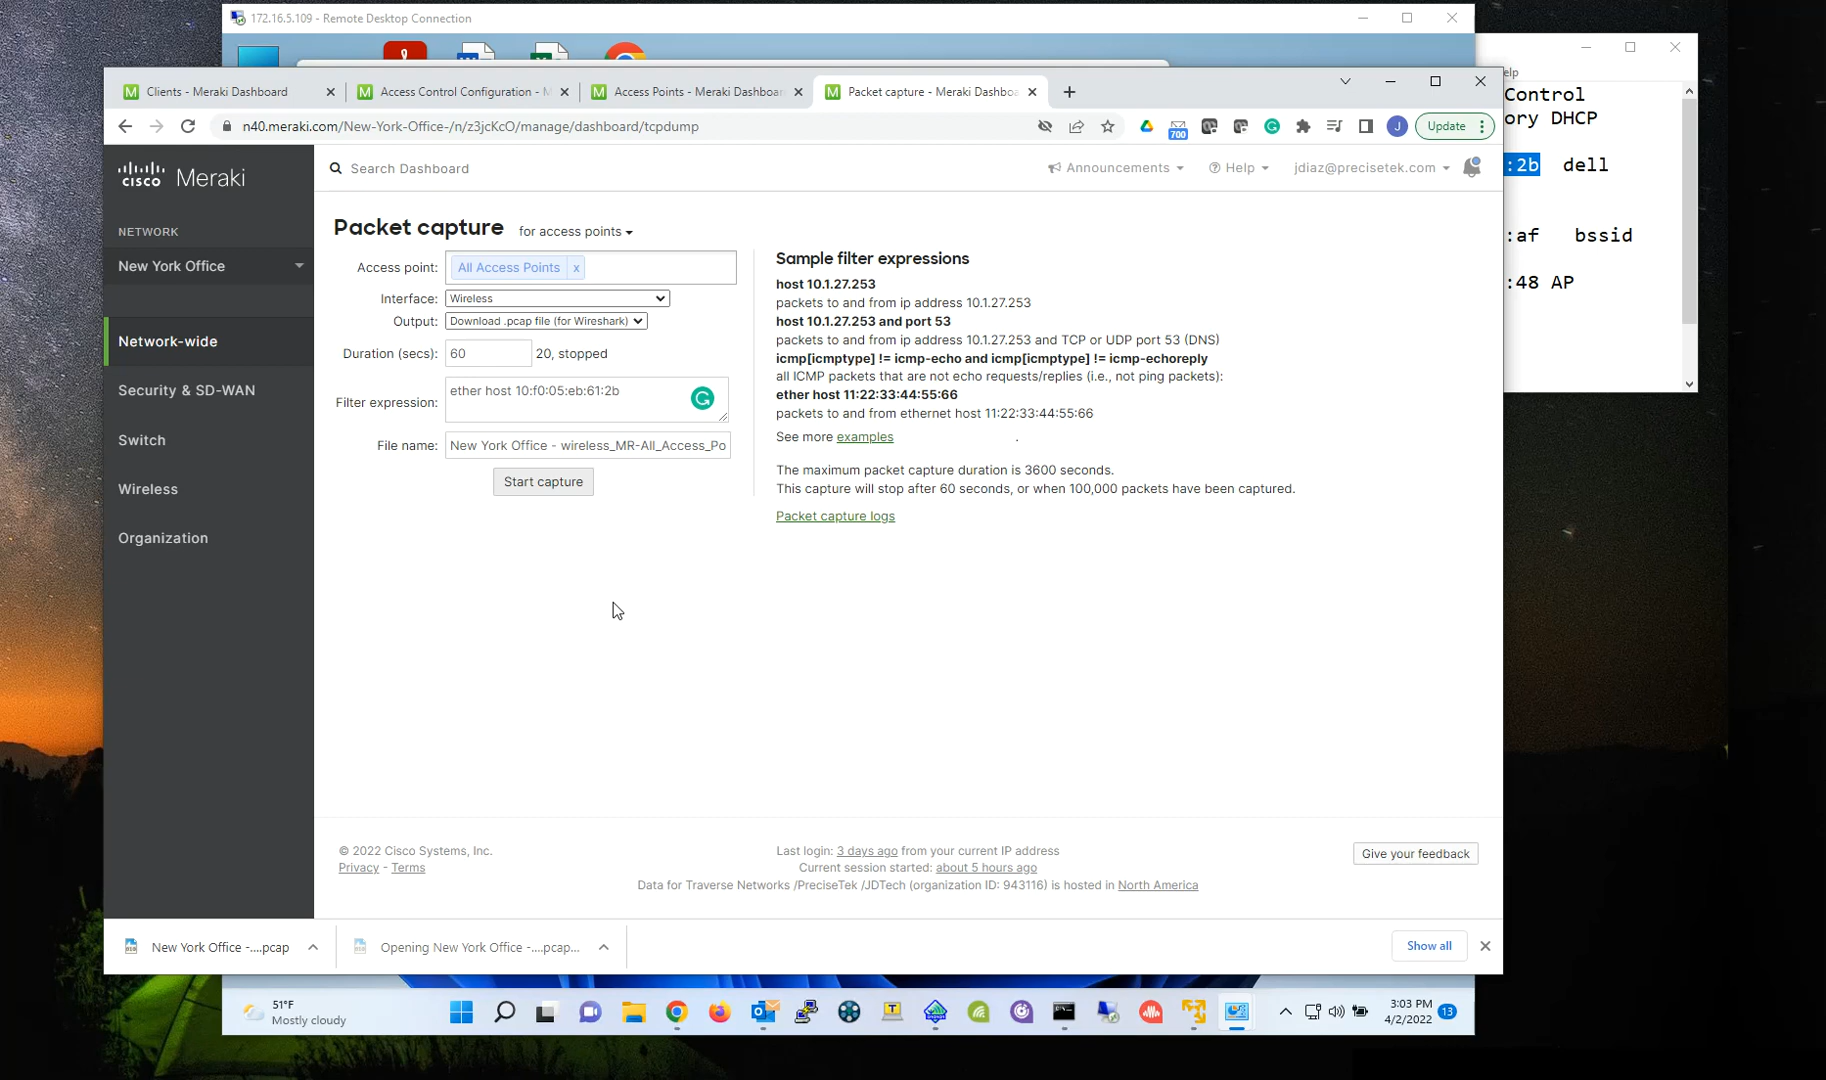 172.16.5.109 - Remote Desktop Connection
elp
Control
ory DHCP
:2b dell
:af bssid
:48 AP
Clients - Meraki Dashboard
Access Control Configuration - M
Access Points - Meraki Dashboar
Packet capture - Meraki Dashboa
n40.meraki.com/New-York-Office-/n/z3jcKcO/manage/dashboard/tcpdump
700
J
Update
cisco Meraki
Search Dashboard
Announcements
Help
jdiaz@precisetek.com
NETWORK
New York Office
Network-wide
Security & SD-WAN
Switch
Wireless
Organization
Packet capture for access points
Access point: All Access Points x
Interface: Wireless
Output: Download .pcap file (for Wireshark)
Duration (secs): 60 20, stopped
Filter expression: ether host 10:f0:05:eb:61:2b
File name: New York Office - wireless_MR-All_Access_Po
Start capture
Sample filter expressions
host 10.1.27.253
packets to and from ip address 10.1.27.253
host 10.1.27.253 and port 53
packets to and from ip address 10.1.27.253 and TCP or UDP port 53 (DNS)
icmp[icmptype] != icmp-echo and icmp[icmptype] != icmp-echoreply
all ICMP packets that are not echo requests/replies (i.e., not ping packets):
ether host 11:22:33:44:55:66
packets to and from ethernet host 11:22:33:44:55:66
See more examples .
The maximum packet capture duration is 3600 seconds.
This capture will stop after 60 seconds, or when 100,000 packets have been captured.
Packet capture logs
© 2022 Cisco Systems, Inc.
Privacy - Terms
Last login: 3 days ago from your current IP address
Current session started: about 5 hours ago
Data for Traverse Networks /PreciseTek /JDTech (organization ID: 943116) is hosted in North America
Give your feedback
New York Office -....pcap
Opening New York Office -....pcap...
Show all
51°F
Mostly cloudy
3:03 PM
4/2/2022
13